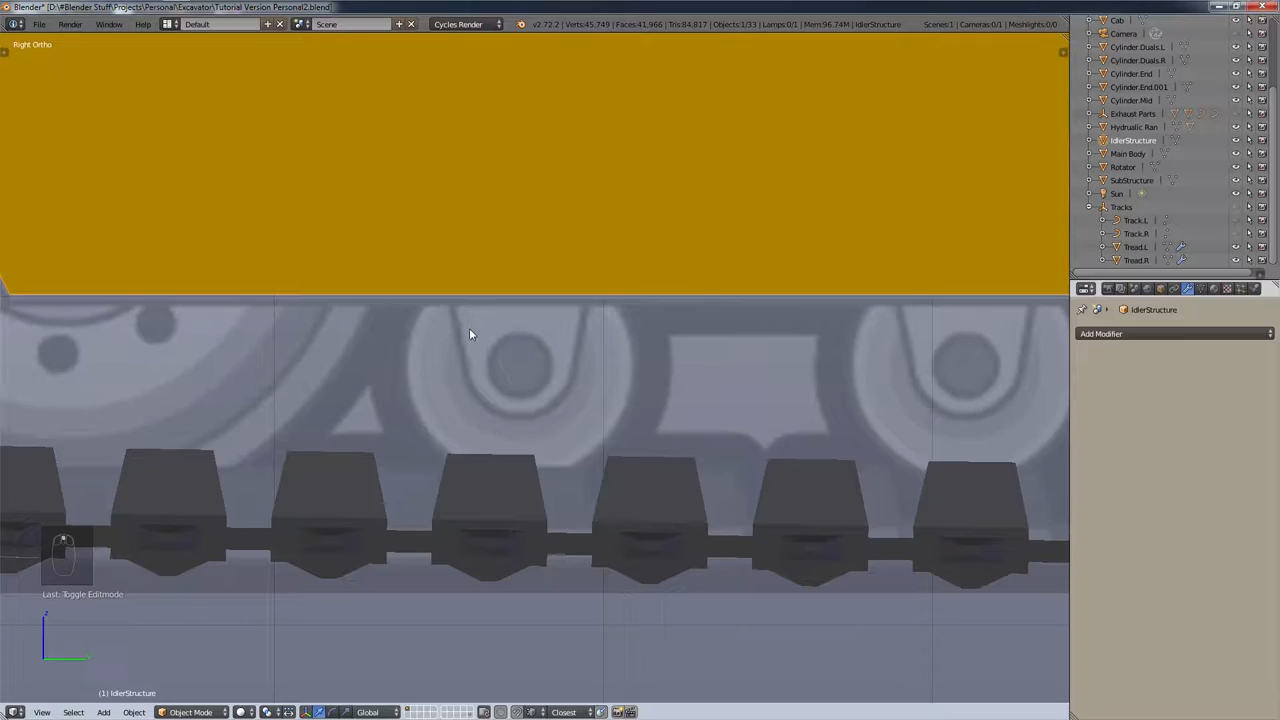 Blender* [D:\#Blender Stuff\Projects\Personal\Excavator\Tutorial Version Personal2.blend]
File Render Window Help Default Scene Cycles Render v2.72.2 | Verts:45,749 | Faces:41,966 | Tris:84,817 | Objects:1/33 | Lamps:0/1 | Mem:96.74M | IdlerStructure Scenes:1 | Cameras:0/1 | Meshlights:0/0
Right Ortho
Cab
Camera
Cylinder.Duals.L
Cylinder.Duals.R
Cylinder.End
Cylinder.End.001
Cylinder.Mid
Exhaust Parts
Hydrualic Ran
IdlerStructure
Main Body
Rotator
SubStructure
Sun
Tracks
Track.L
Track.R
Tread.L
Tread.R
IdlerStructure
Add Modifier
Last: Toggle Editmode
z
(1) IdlerStructure
View Select Add Object Object Mode Global Closest